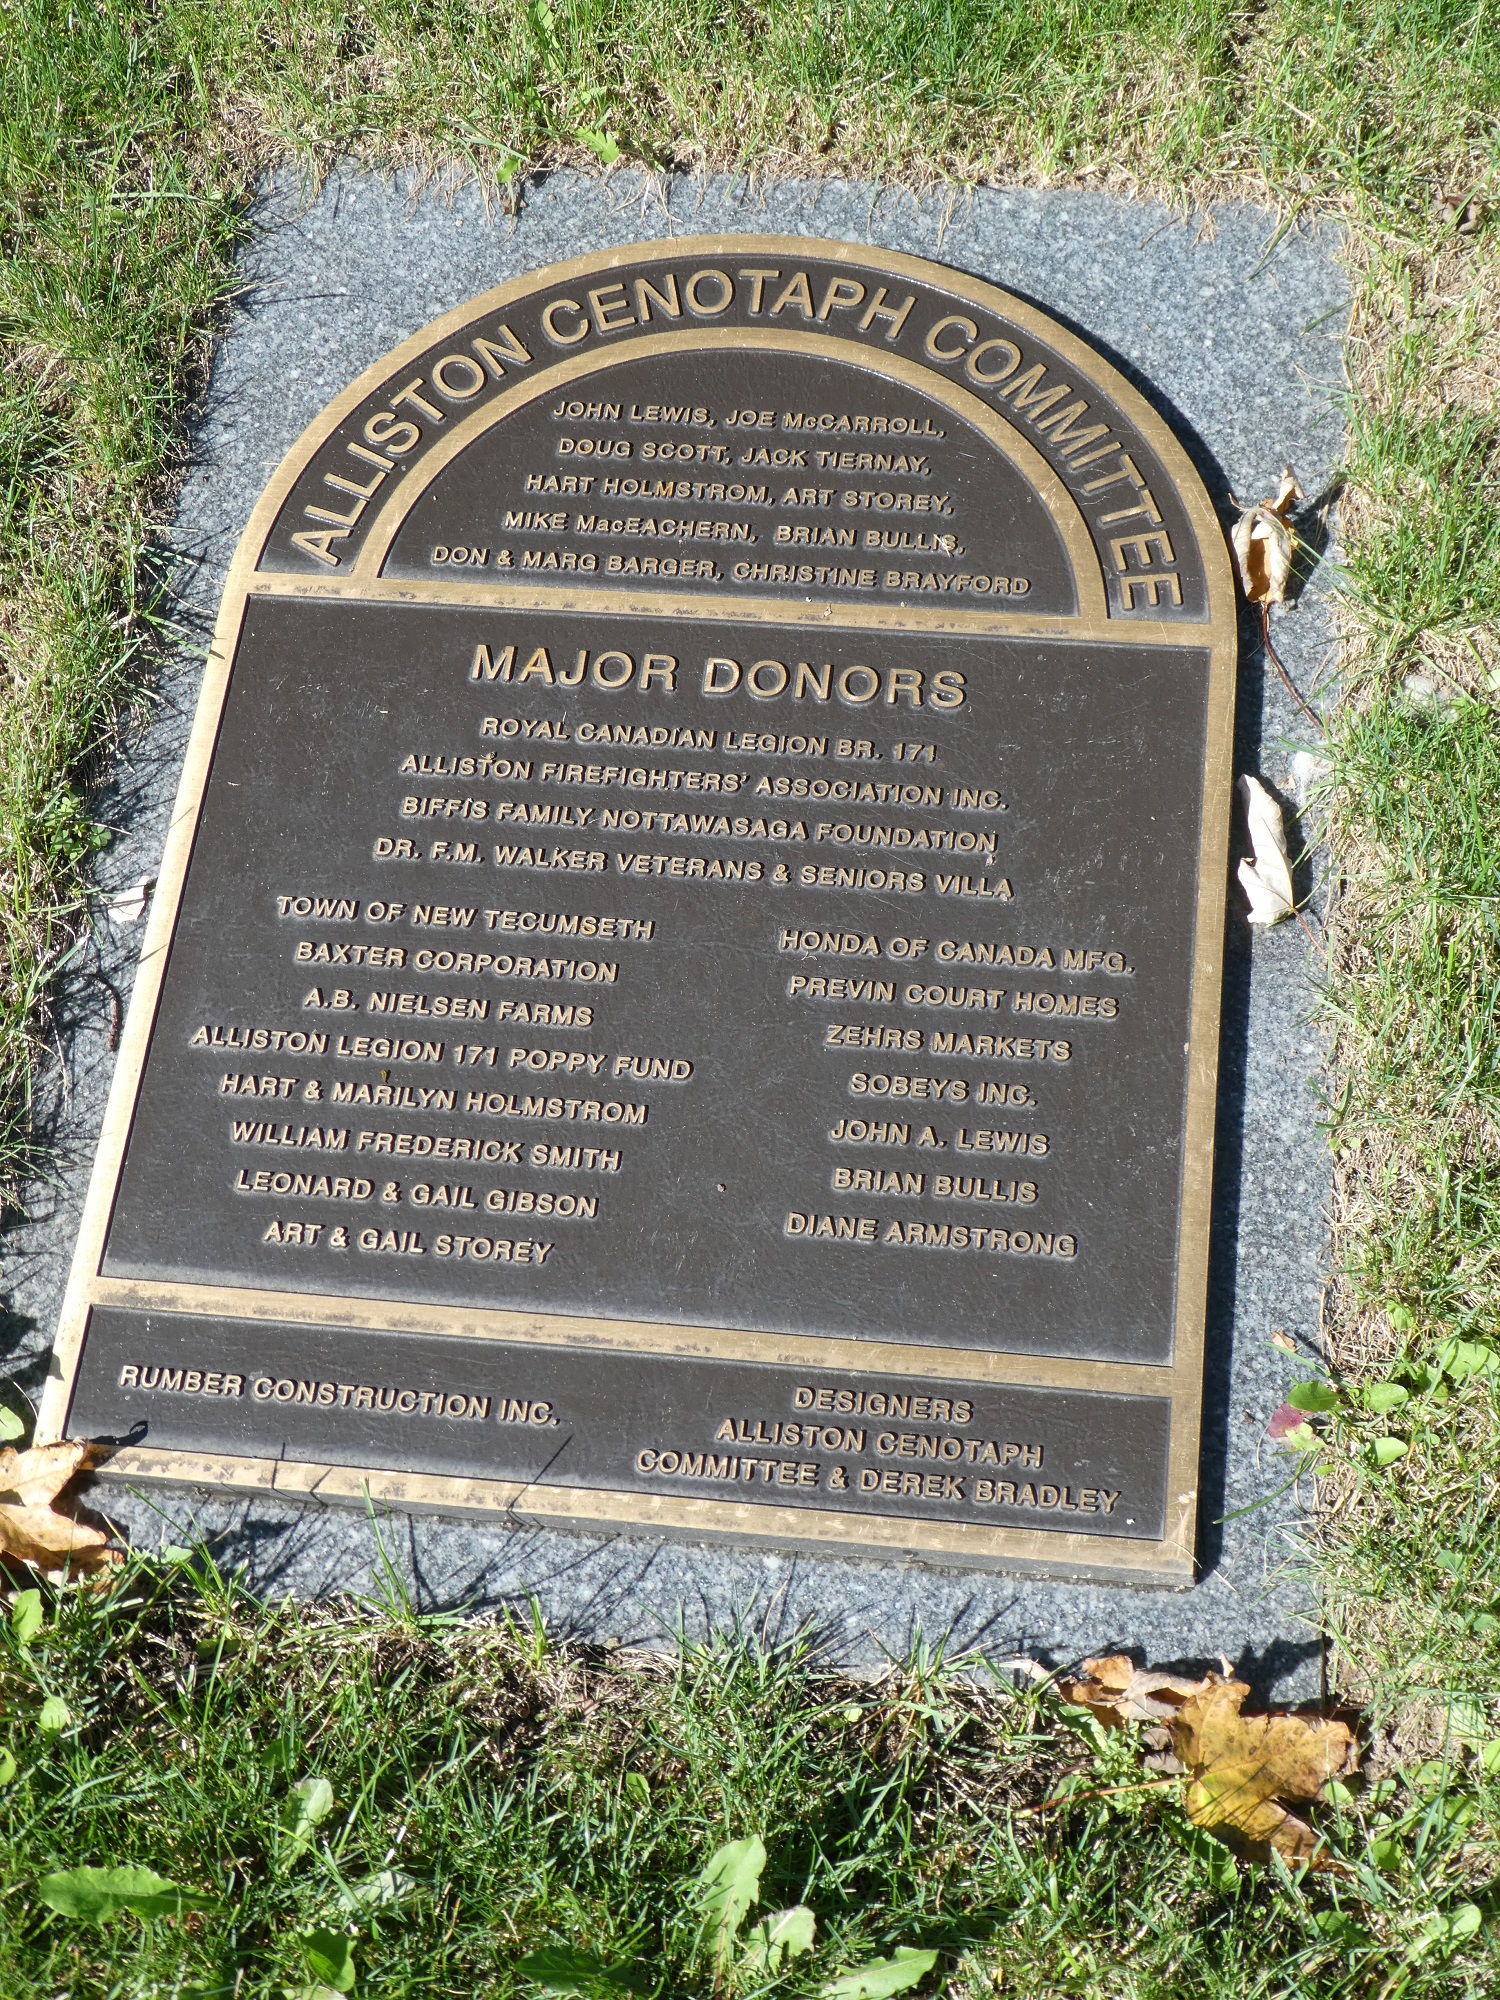 ALLISTON CENOTAPH COMMITTEE
JOHN LEWIS, JOE McCARROLL,
DOUG SCOTT, JACK TIERNAY,
HART HOLMSTROM, ART STOREY,
MIKE MacEACHERN, BRIAN BULLIS,
DON & MARG BARGER, CHRISTINE BRAYFORD
MAJOR DONORS
ROYAL CANADIAN LEGION BR. 171
ALLISTON FIREFIGHTERS' ASSOCIATION INC.
BIFFIS FAMILY NOTTAWASAGA FOUNDATION
DR. F.M. WALKER VETERANS & SENIORS VILLA
TOWN OF NEW TECUMSETH
BAXTER CORPORATION
A.B. NIELSEN FARMS
ALLISTON LEGION 171 POPPY FUND
HART & MARILYN HOLMSTROM
WILLIAM FREDERICK SMITH
LEONARD & GAIL GIBSON
ART & GAIL STOREY
HONDA OF CANADA MFG.
PREVIN COURT HOMES
ZEHRS MARKETS
SOBEYS INC.
JOHN A. LEWIS
BRIAN BULLIS
DIANE ARMSTRONG
RUMBER CONSTRUCTION INC.
DESIGNERS
ALLISTON CENOTAPH
COMMITTEE & DEREK BRADLEY